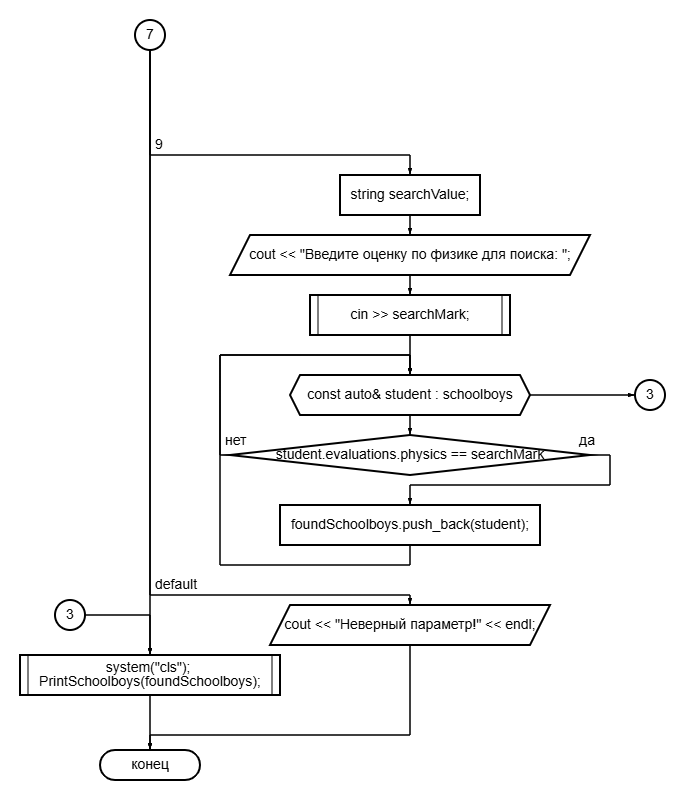 7
9
string searchValue;
cout << "Введите оценку по физике для поиска: ";
cin >> searchMark;
const auto& student : schoolboys
3
нет
да
student.evaluations.physics == searchMark
foundSchoolboys.push_back(student);
default
3
cout << "Неверный параметр!" << endl;
system("cls");
PrintSchoolboys(foundSchoolboys);
конец